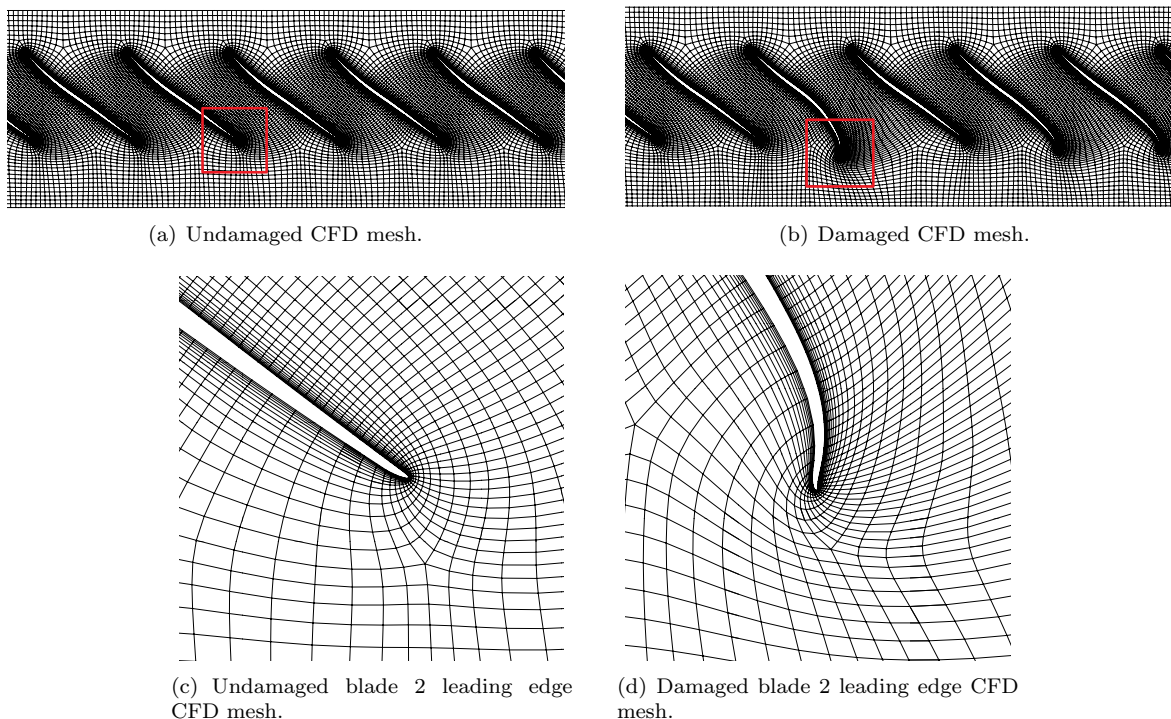 (a) Undamaged CFD mesh.
(b) Damaged CFD mesh.
(c) Undamaged blade 2 leading edge
CFD mesh.
(d) Damaged blade 2 leading edge CFD
mesh.